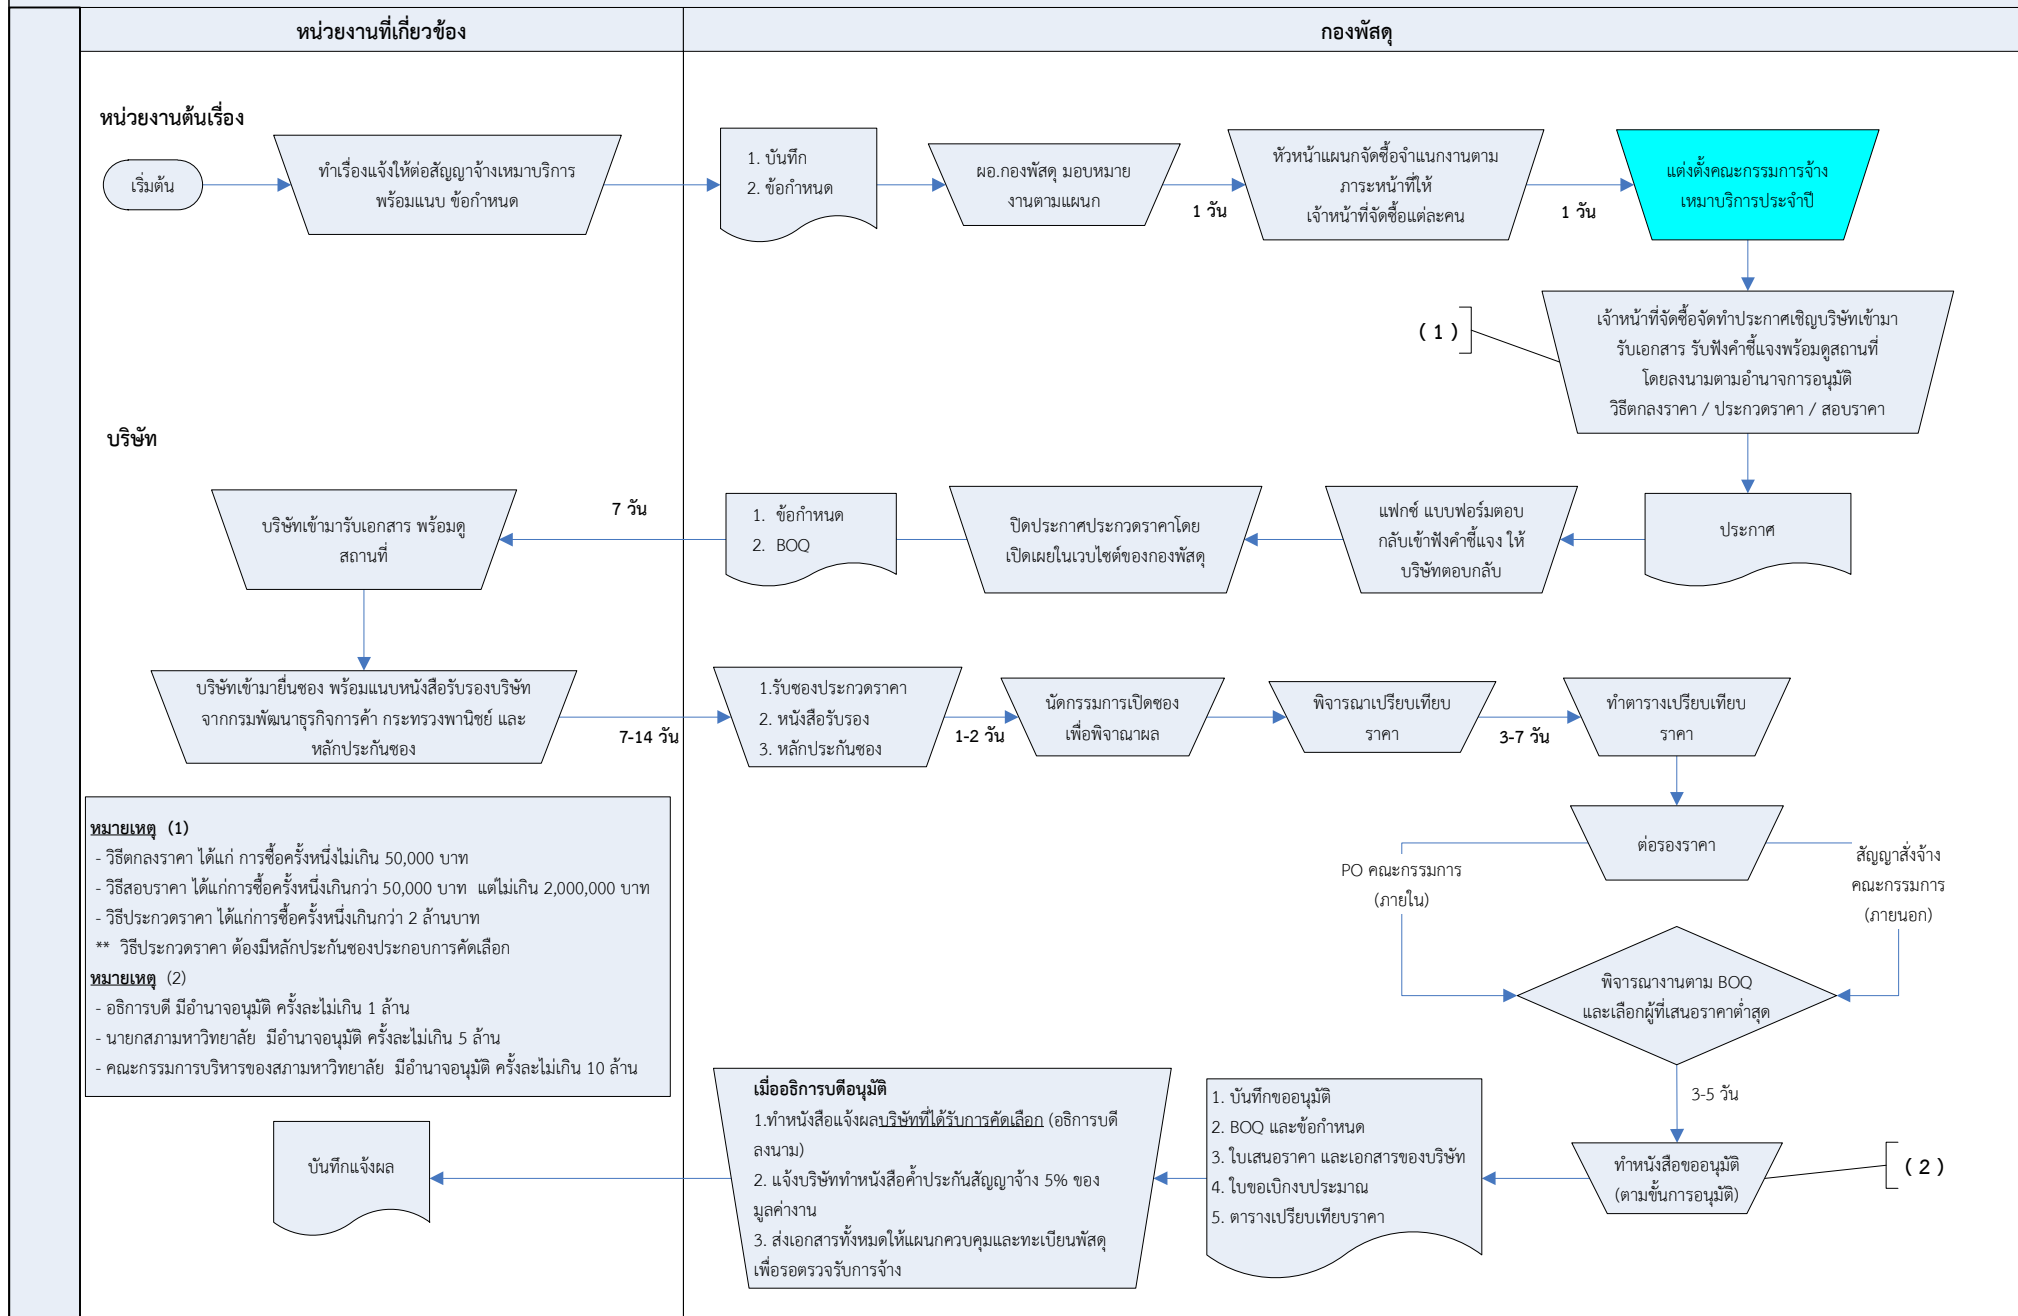 หน่วยงานที่เกี่ยวข้อง
กองพัสดุ
หน่วยงานต้นเรื่อง
เริ่มต้น
ทำเรื่องแจ้งให้ต่อสัญญาจ้างเหมาบริการ
พร้อมแนบ ข้อกำหนด
1. บันทึก
2. ข้อกำหนด
ผอ.กองพัสดุ มอบหมาย
งานตามแผนก
1 วัน
หัวหน้าแผนกจัดซื้อจำแนกงานตาม
ภาระหน้าที่ให้
เจ้าหน้าที่จัดซื้อแต่ละคน
1 วัน
แต่งตั้งคณะกรรมการจ้าง
เหมาบริการประจำปี
( 1 )
เจ้าหน้าที่จัดซื้อจัดทำประกาศเชิญบริษัทเข้ามา
รับเอกสาร รับฟังคำชี้แจงพร้อมดูสถานที่
โดยลงนามตามอำนาจการอนุมัติ
วิธีตกลงราคา / ประกวดราคา / สอบราคา
บริษัท
บริษัทเข้ามารับเอกสาร พร้อมดู
สถานที่
7 วัน
1. ข้อกำหนด
2. BOQ
ปิดประกาศประกวดราคาโดย
เปิดเผยในเวบไซต์ของกองพัสดุ
แฟกซ์ แบบฟอร์มตอบ
กลับเข้าฟังคำชี้แจง ให้
บริษัทตอบกลับ
ประกาศ
บริษัทเข้ามายื่นซอง พร้อมแนบหนังสือรับรองบริษัท
จากกรมพัฒนาธุรกิจการค้า กระทรวงพานิชย์ และ
หลักประกันซอง
7-14 วัน
1.รับซองประกวดราคา
2. หนังสือรับรอง
3. หลักประกันซอง
1-2 วัน
นัดกรรมการเปิดซอง
เพื่อพิจาณาผล
พิจารณาเปรียบเทียบ
ราคา
3-7 วัน
ทำตารางเปรียบเทียบ
ราคา
ต่อรองราคา
PO คณะกรรมการ
(ภายใน)
สัญญาสั่งจ้าง
คณะกรรมการ
(ภายนอก)
หมายเหตุ (1)
- วิธีตกลงราคา ได้แก่ การซื้อครั้งหนึ่งไม่เกิน 50,000 บาท
- วิธีสอบราคา ได้แก่การซื้อครั้งหนึ่งเกินกว่า 50,000 บาท แต่ไม่เกิน 2,000,000 บาท
- วิธีประกวดราคา ได้แก่การซื้อครั้งหนึ่งเกินกว่า 2 ล้านบาท
** วิธีประกวดราคา ต้องมีหลักประกันซองประกอบการคัดเลือก
หมายเหตุ (2)
- อธิการบดี มีอำนาจอนุมัติ ครั้งละไม่เกิน 1 ล้าน
- นายกสภามหาวิทยาลัย มีอำนาจอนุมัติ ครั้งละไม่เกิน 5 ล้าน
- คณะกรรมการบริหารของสภามหาวิทยาลัย มีอำนาจอนุมัติ ครั้งละไม่เกิน 10 ล้าน
พิจารณางานตาม BOQ
และเลือกผู้ที่เสนอราคาต่ำสุด
3-5 วัน
ทำหนังสือขออนุมัติ
(ตามขั้นการอนุมัติ)
( 2 )
1. บันทึกขออนุมัติ
2. BOQ และข้อกำหนด
3. ใบเสนอราคา และเอกสารของบริษัท
4. ใบขอเบิกงบประมาณ
5. ตารางเปรียบเทียบราคา
เมื่ออธิการบดีอนุมัติ
1.ทำหนังสือแจ้งผลบริษัทที่ได้รับการคัดเลือก (อธิการบดี
ลงนาม)
2. แจ้งบริษัททำหนังสือค้ำประกันสัญญาจ้าง 5% ของ
มูลค่างาน
3. ส่งเอกสารทั้งหมดให้แผนกควบคุมและทะเบียนพัสดุ
เพื่อรอตรวจรับการจ้าง
บันทึกแจ้งผล